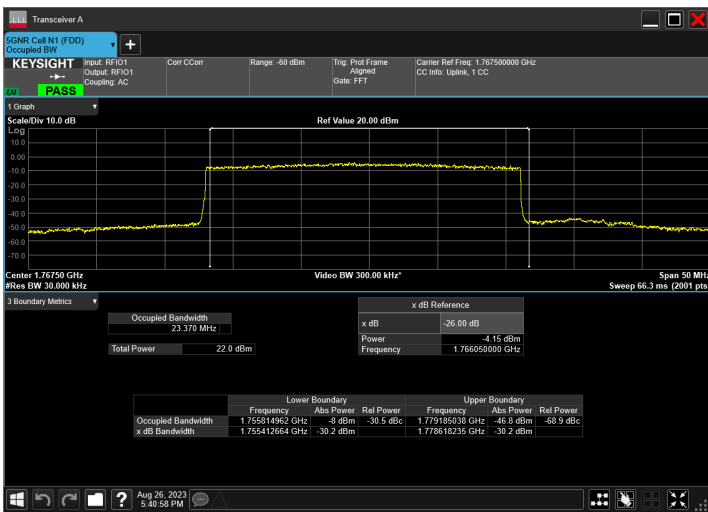 Transceiver A
5GNR Cell N1 (FDD)
Occupied BW
KEYSIGHT
PASS
Input: RFIO1
Output: RFIO1
Coupling: AC
Corr CCorr
Range: -60 dBm
Trig: Prot Frame
Aligned
Gate: FFT
Carrier Ref Freq: 1.767500000 GHz
CC Info: Uplink, 1 CC
1 Graph
Scale/Div 10.0 dB
Ref Value 20.00 dBm
Log
10.0
0.00
-10.0
-20.0
-30.0
-40.0
-50.0
-60.0
-70.0
Center 1.76750 GHz
Video BW 300.00 kHz*
Span 50 MHz
#Res BW 30.000 kHz
Sweep 66.3 ms (2001 pts
3 Boundary Metrics
Occupied Bandwidth
23.370 MHz
Total Power 22.0 dBm
x dB Reference
x dB -26.00 dB
Power -4.15 dBm
Frequency 1.766050000 GHz
Lower Boundary Upper Boundary
Frequency Abs Power Rel Power Frequency Abs Power Rel Power
Occupied Bandwidth 1.755814962 GHz -8 dBm -30.5 dBc 1.779185038 GHz -46.8 dBm -68.9 dBc
x dB Bandwidth 1.755412664 GHz -30.2 dBm 1.778618235 GHz -30.2 dBm
?
Aug 26, 2023
5:40:58 PM